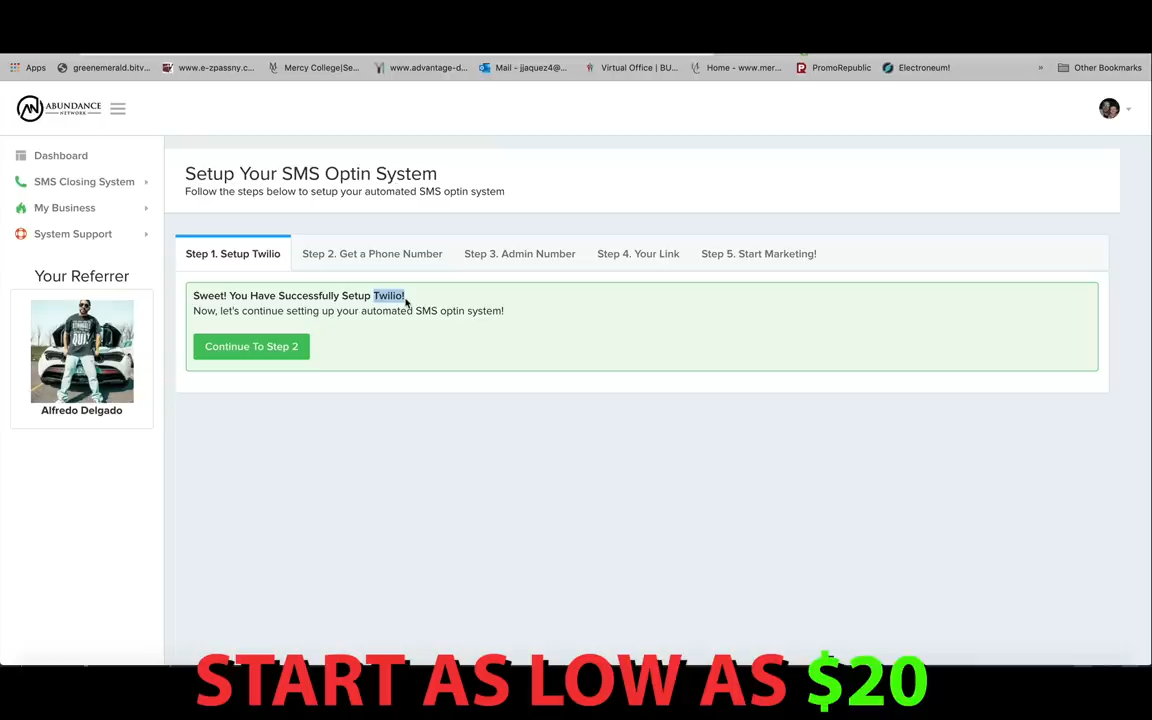 Apps greenemerald.bitv... www.e-zpassny.c... Mercy College|Se... www.advantage-d... Mail - jjaquez4@... Virtual Office | BU... Home - www.mer... PromoRepublic Electroneum! » Other Bookmarks
ABUNDANCE
NETWORK
Dashboard
SMS Closing System
My Business
System Support
Your Referrer
Alfredo Delgado
Setup Your SMS Optin System
Follow the steps below to setup your automated SMS optin system
Step 1. Setup Twilio Step 2. Get a Phone Number Step 3. Admin Number Step 4. Your Link Step 5. Start Marketing!
Sweet! You Have Successfully Setup Twilio!
Now, let's continue setting up your automated SMS optin system!
Continue To Step 2
START AS LOW AS $20